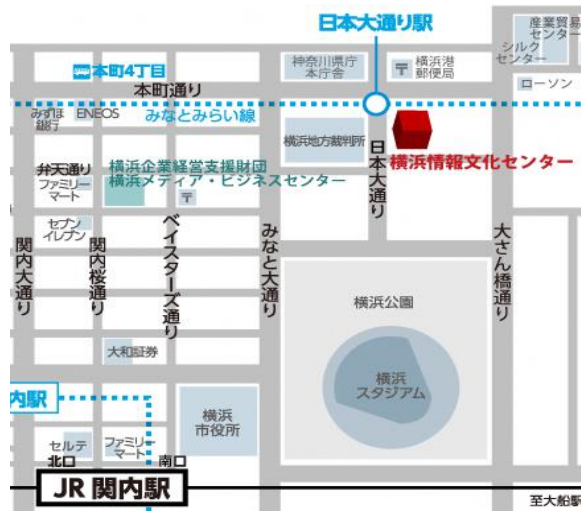 日本大通り駅
産業貿易
センター
シルク
センター
神奈川県庁
本庁舎
〒
横浜港
郵便局
本町4丁目
本町通り
ローソン
みずほ
銀行
ENEOS
みなとみらい線
横浜地方裁判所
日本大通り
横浜情報文化センター
弁天通り
ファミリー
マート
横浜企業経営支援財団
横浜メディア・ビジネスセンター
〒
セブン
イレブン
関内大通り
関内桜通り
ベイスターズ通り
みなと大通り
大さん橋通り
横浜公園
大和証券
横浜
スタジアム
内駅
横浜
市役所
セルテ
北口
ファミリー
マート
南口
JR 関内駅
至大船駅